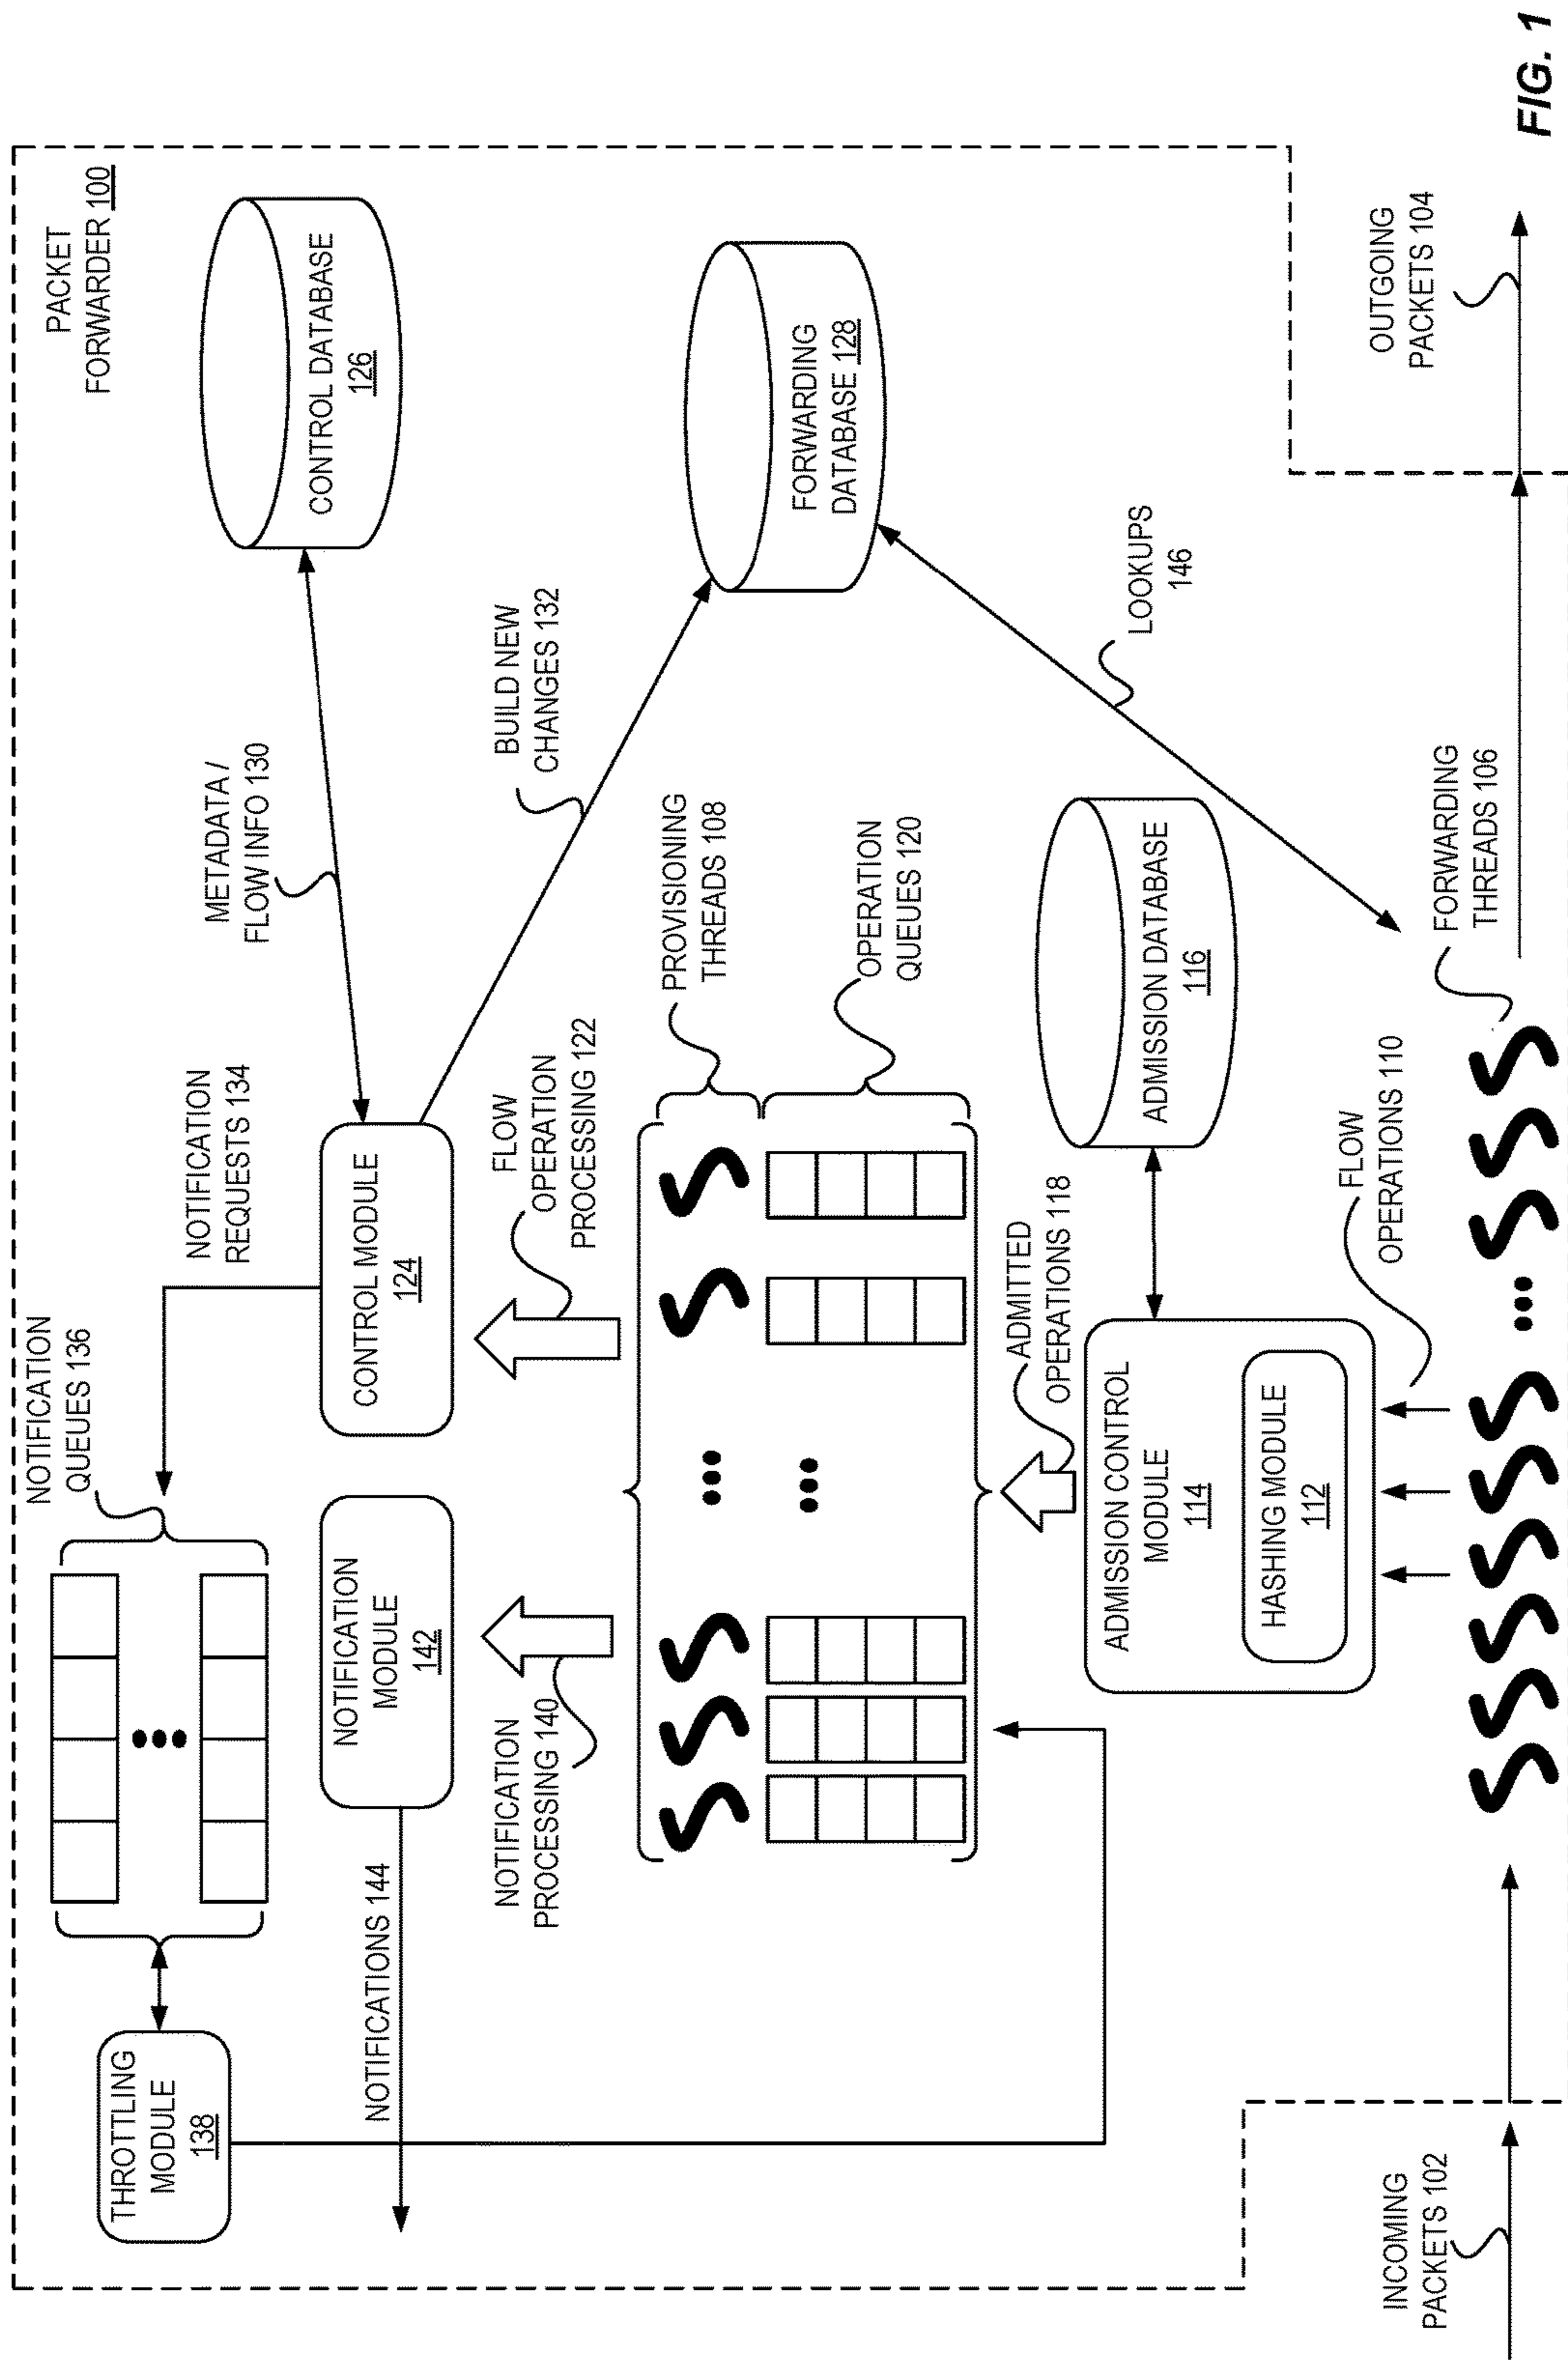 PACKET
FORWARDER 100
THROTTLING
MODULE
138
NOTIFICATION
QUEUES 136
NOTIFICATION
REQUESTS 134
METADATA /
FLOW INFO 130
CONTROL DATABASE
126
NOTIFICATIONS 144
NOTIFICATION
MODULE
142
CONTROL MODULE
124
BUILD NEW
CHANGES 132
NOTIFICATION
PROCESSING 140
FLOW
OPERATION
PROCESSING 122
FORWARDING
DATABASE 128
PROVISIONING
THREADS 108
OPERATION
QUEUES 120
ADMITTED
OPERATIONS 118
LOOKUPS
146
ADMISSION CONTROL
MODULE
114
HASHING MODULE
112
ADMISSION DATABASE
116
FLOW
OPERATIONS 110
FORWARDING
THREADS 106
INCOMING
PACKETS 102
OUTGOING
PACKETS 104
FIG. 1